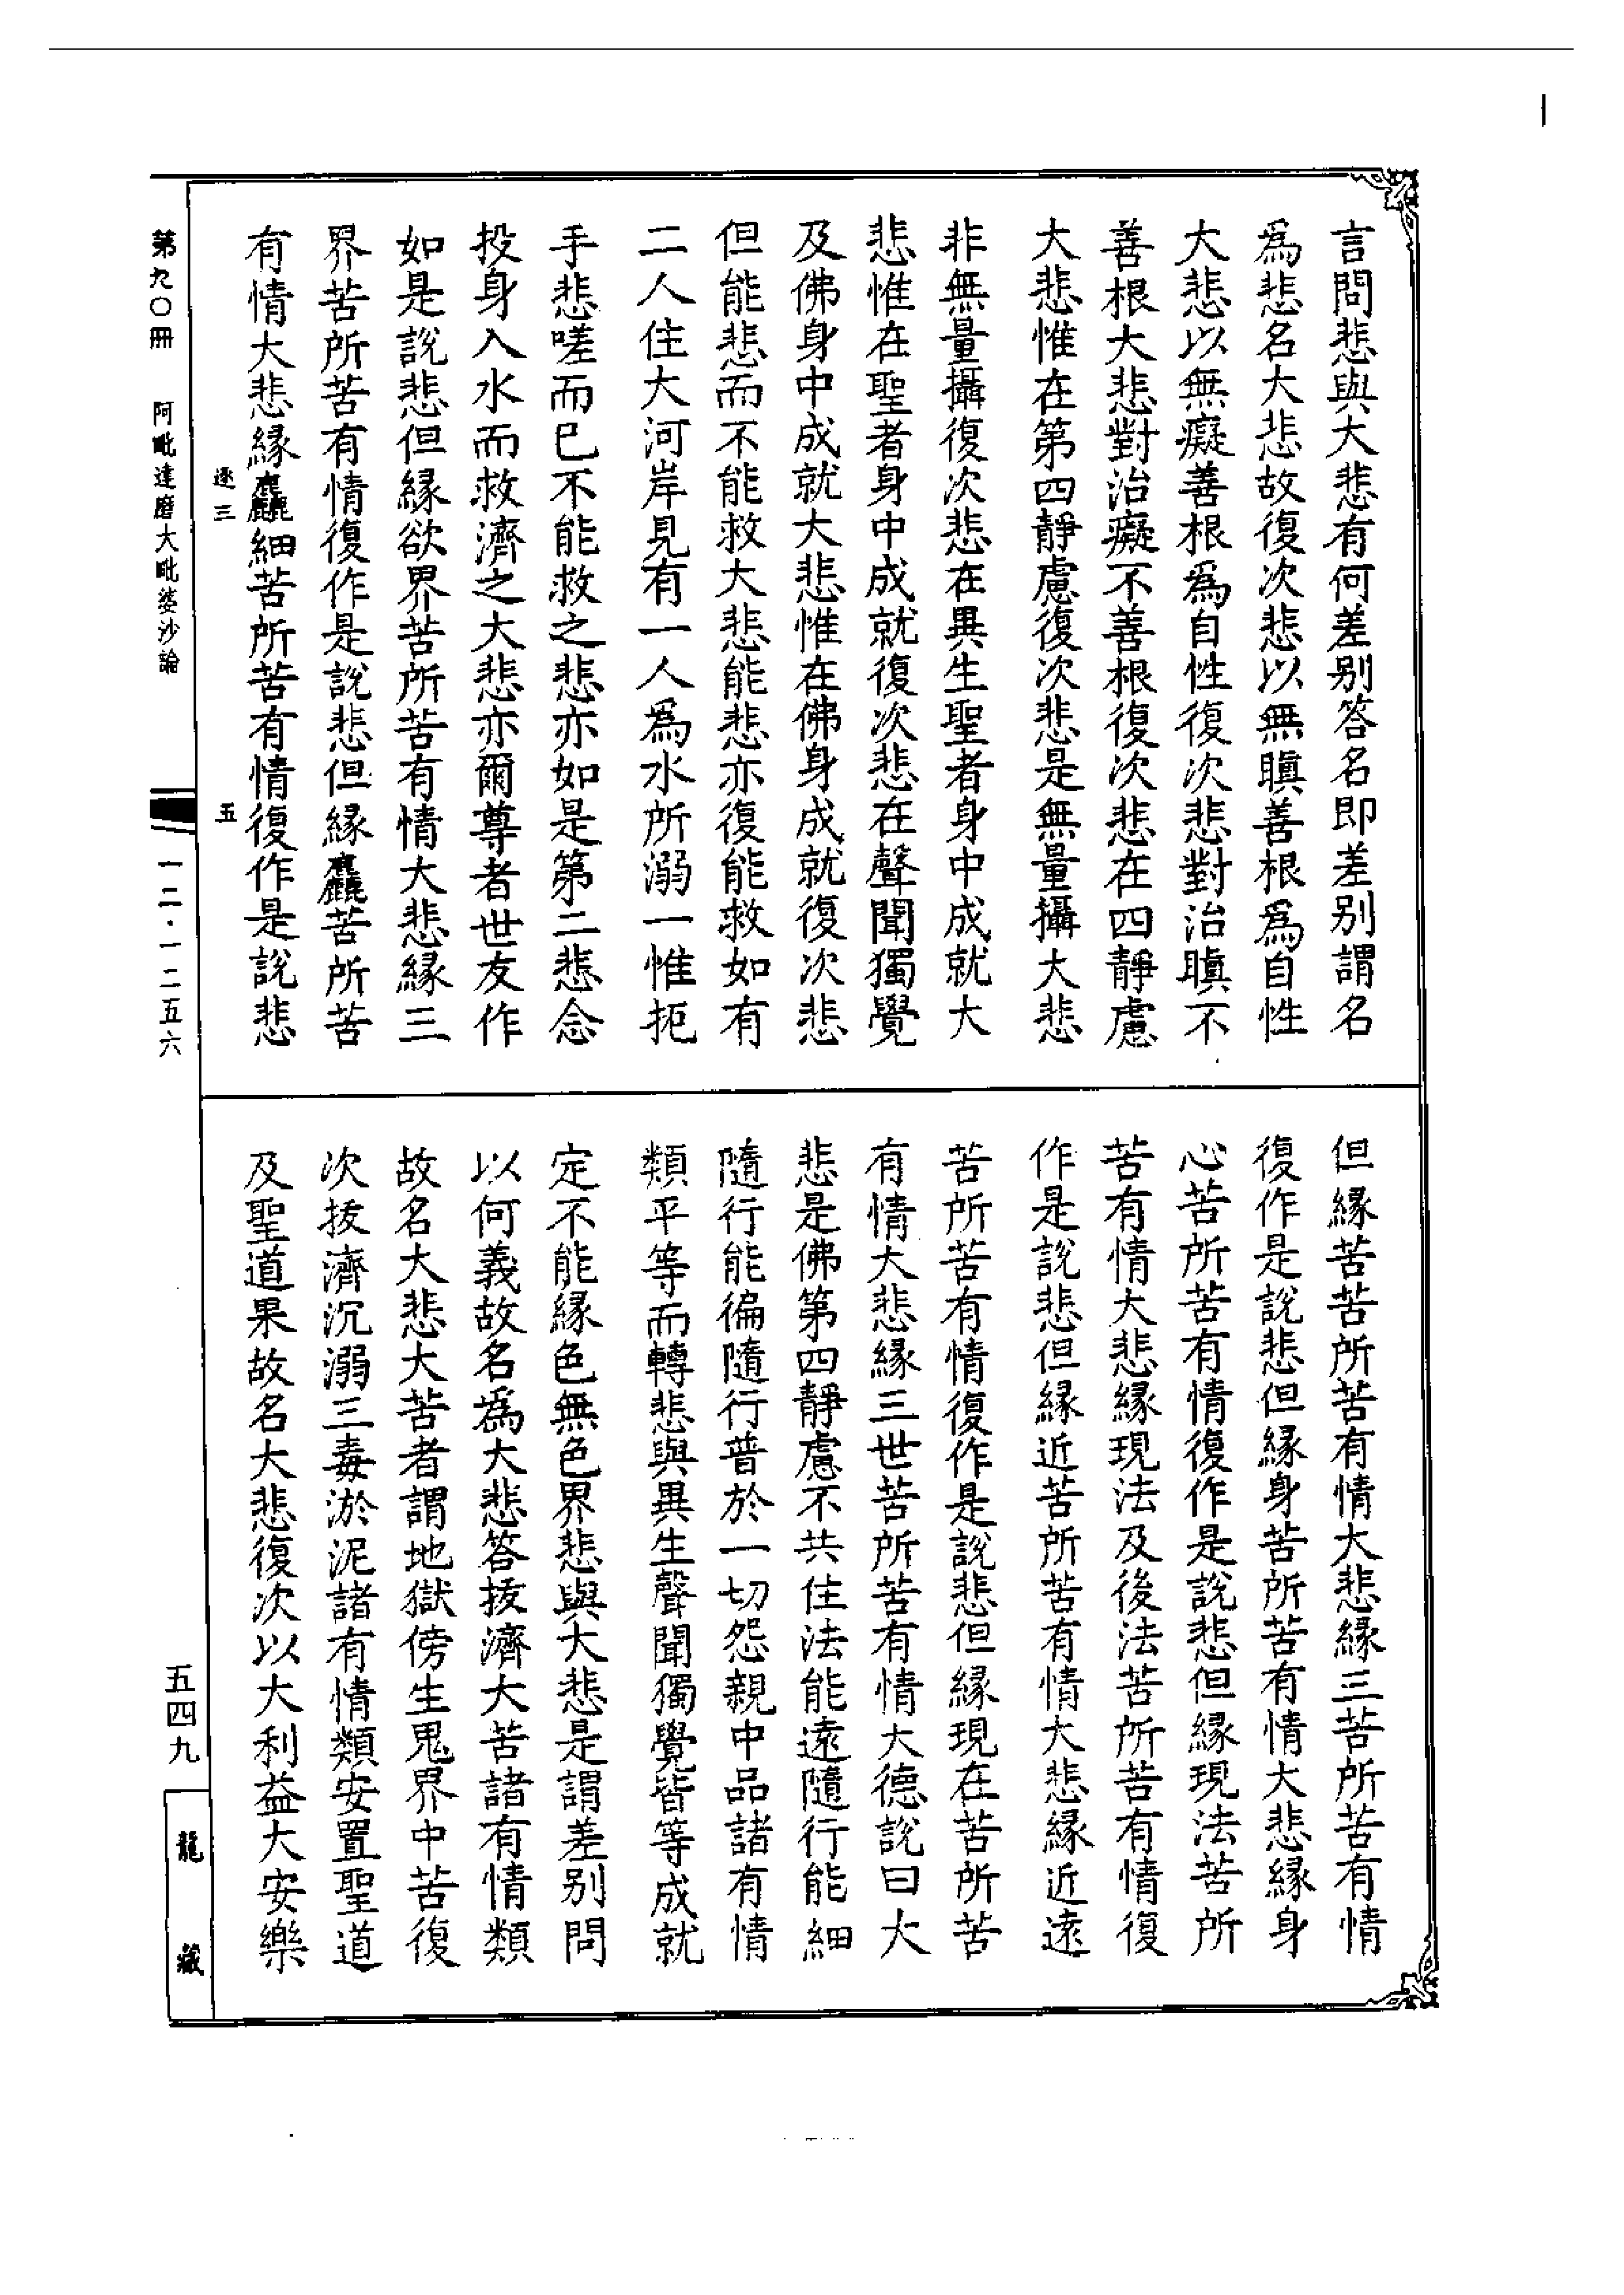 言問悲與大悲有何差别答名即差别謂名
爲悲名大悲故復次悲以無瞋善根爲自性
大悲以無癡善根爲自性復次悲對治瞋不
善根大悲對治癡不善根復次悲在四靜慮
大悲惟在第四靜慮復次悲是無量攝大悲
非無量攝復次悲在異生聖者身中成就大
悲惟在聖者身中成就復次悲在聲聞獨覺
及佛身中成就大悲惟在佛身成就復次悲
但能悲而不能救大悲能悲亦復能救如有
二人住大河岸見有一人爲水所溺一惟扼
手悲嗟而已不能救之悲亦如是第二悲念
投身入水而救濟之大悲亦爾尊者世友作
如是說悲但縁欲界苦所苦有情大悲縁三
界苦所苦有情復作是說悲但縁麤苦所苦
有情大悲縁麤細苦所苦有情復作是說悲
但縁苦苦所苦有情大悲縁三苦所苦有情
復作是說悲但縁身苦所苦有情大悲縁身
心苦所苦有情復作是說悲但縁現法苦所
苦有情大悲縁現法及後法苦所苦有情復
作是說悲但縁近苦所苦有情大悲縁近遠
苦所苦有情復作是說悲但縁現在苦所苦
有情大悲縁三世苦所苦有情大德說曰大
悲是佛第四靜慮不共住法能遠隨行能細
隨行能徧隨行普於一切怨親中品諸有情
類平等而轉悲與異生聲聞獨覺皆等成就
定不能縁色無色界悲與大悲是謂差别問
以何義故名爲大悲答拔濟大苦諸有情類
故名大悲大苦者謂地獄傍生鬼界中苦復
次拔濟沉溺三毒淤泥諸有情類安置聖道
及聖道果故名大悲復次以大利益大安樂
逐三
五
第九〇冊 阿毗達磨大毗婆沙論
一二·一二五六
五四九
龍藏